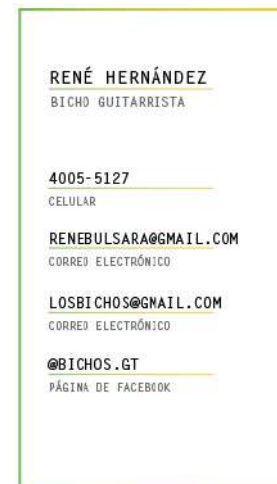 RENÉ HERNÁNDEZ
BICHO GUITARRISTA
4005-5127
CELULAR
RENEBULSARA@GMAIL.COM
CORREO ELECTRÓNICO
LOSBICHOS@GMAIL.COM
CORREO ELECTRÓNICO
@BICHOS.GT
PÁGINA DE FACEBOOK